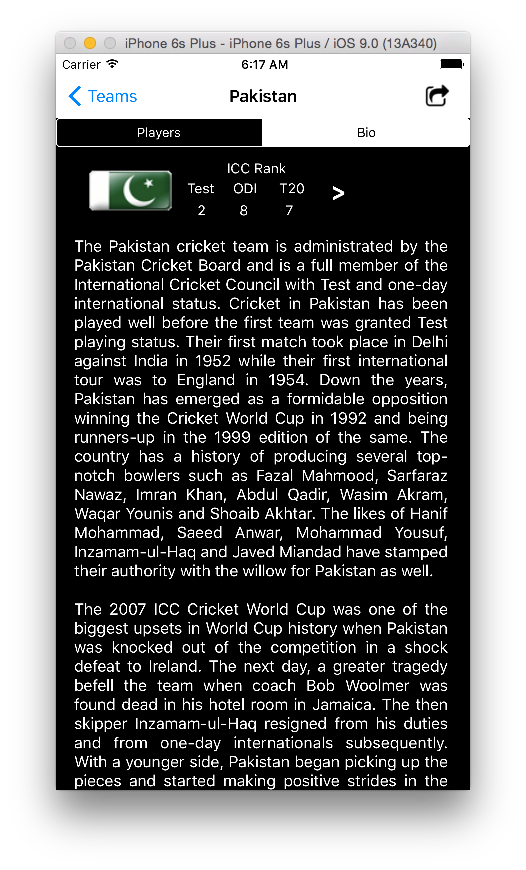 iPhone 6s Plus - iPhone 6s Plus / iOS 9.0 (13A340)
Carrier 6:17 AM
Teams Pakistan
Players Bio
ICC Rank
Test ODI T20
2 8 7
>
The Pakistan cricket team is administrated by the
Pakistan Cricket Board and is a full member of the
International Cricket Council with Test and one-day
international status. Cricket in Pakistan has been
played well before the first team was granted Test
playing status. Their first match took place in Delhi
against India in 1952 while their first international
tour was to England in 1954. Down the years,
Pakistan has emerged as a formidable opposition
winning the Cricket World Cup in 1992 and being
runners-up in the 1999 edition of the same. The
country has a history of producing several top-
notch bowlers such as Fazal Mahmood, Sarfaraz
Nawaz, Imran Khan, Abdul Qadir, Wasim Akram,
Waqar Younis and Shoaib Akhtar. The likes of Hanif
Mohammad, Saeed Anwar, Mohammad Yousuf,
Inzamam-ul-Haq and Javed Miandad have stamped
their authority with the willow for Pakistan as well.
The 2007 ICC Cricket World Cup was one of the
biggest upsets in World Cup history when Pakistan
was knocked out of the competition in a shock
defeat to Ireland. The next day, a greater tragedy
befell the team when coach Bob Woolmer was
found dead in his hotel room in Jamaica. The then
skipper Inzamam-ul-Haq resigned from his duties
and from one-day internationals subsequently.
With a younger side, Pakistan began picking up the
pieces and started making positive strides in the